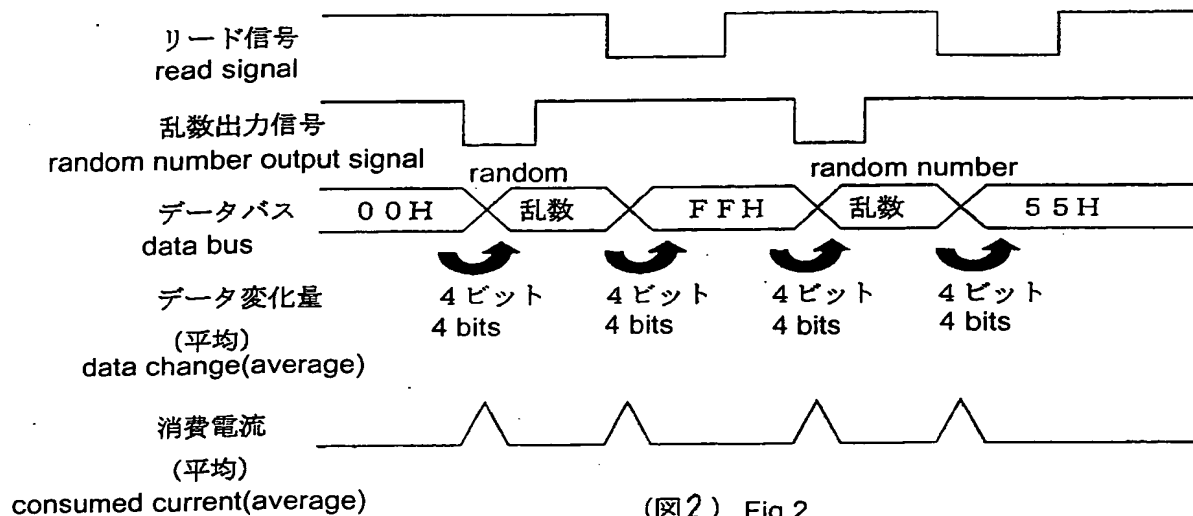 リード信号
read signal
乱数出力信号
random number output signal
random
random number
データバス
data bus
００H
乱数
ＦＦH
乱数
５５H
データ変化量
(平均)
data change(average)
4ビット
4 bits
4ビット
4 bits
4ビット
4 bits
4ビット
4 bits
消費電流
(平均)
consumed current(average)
(図2) Fig 2